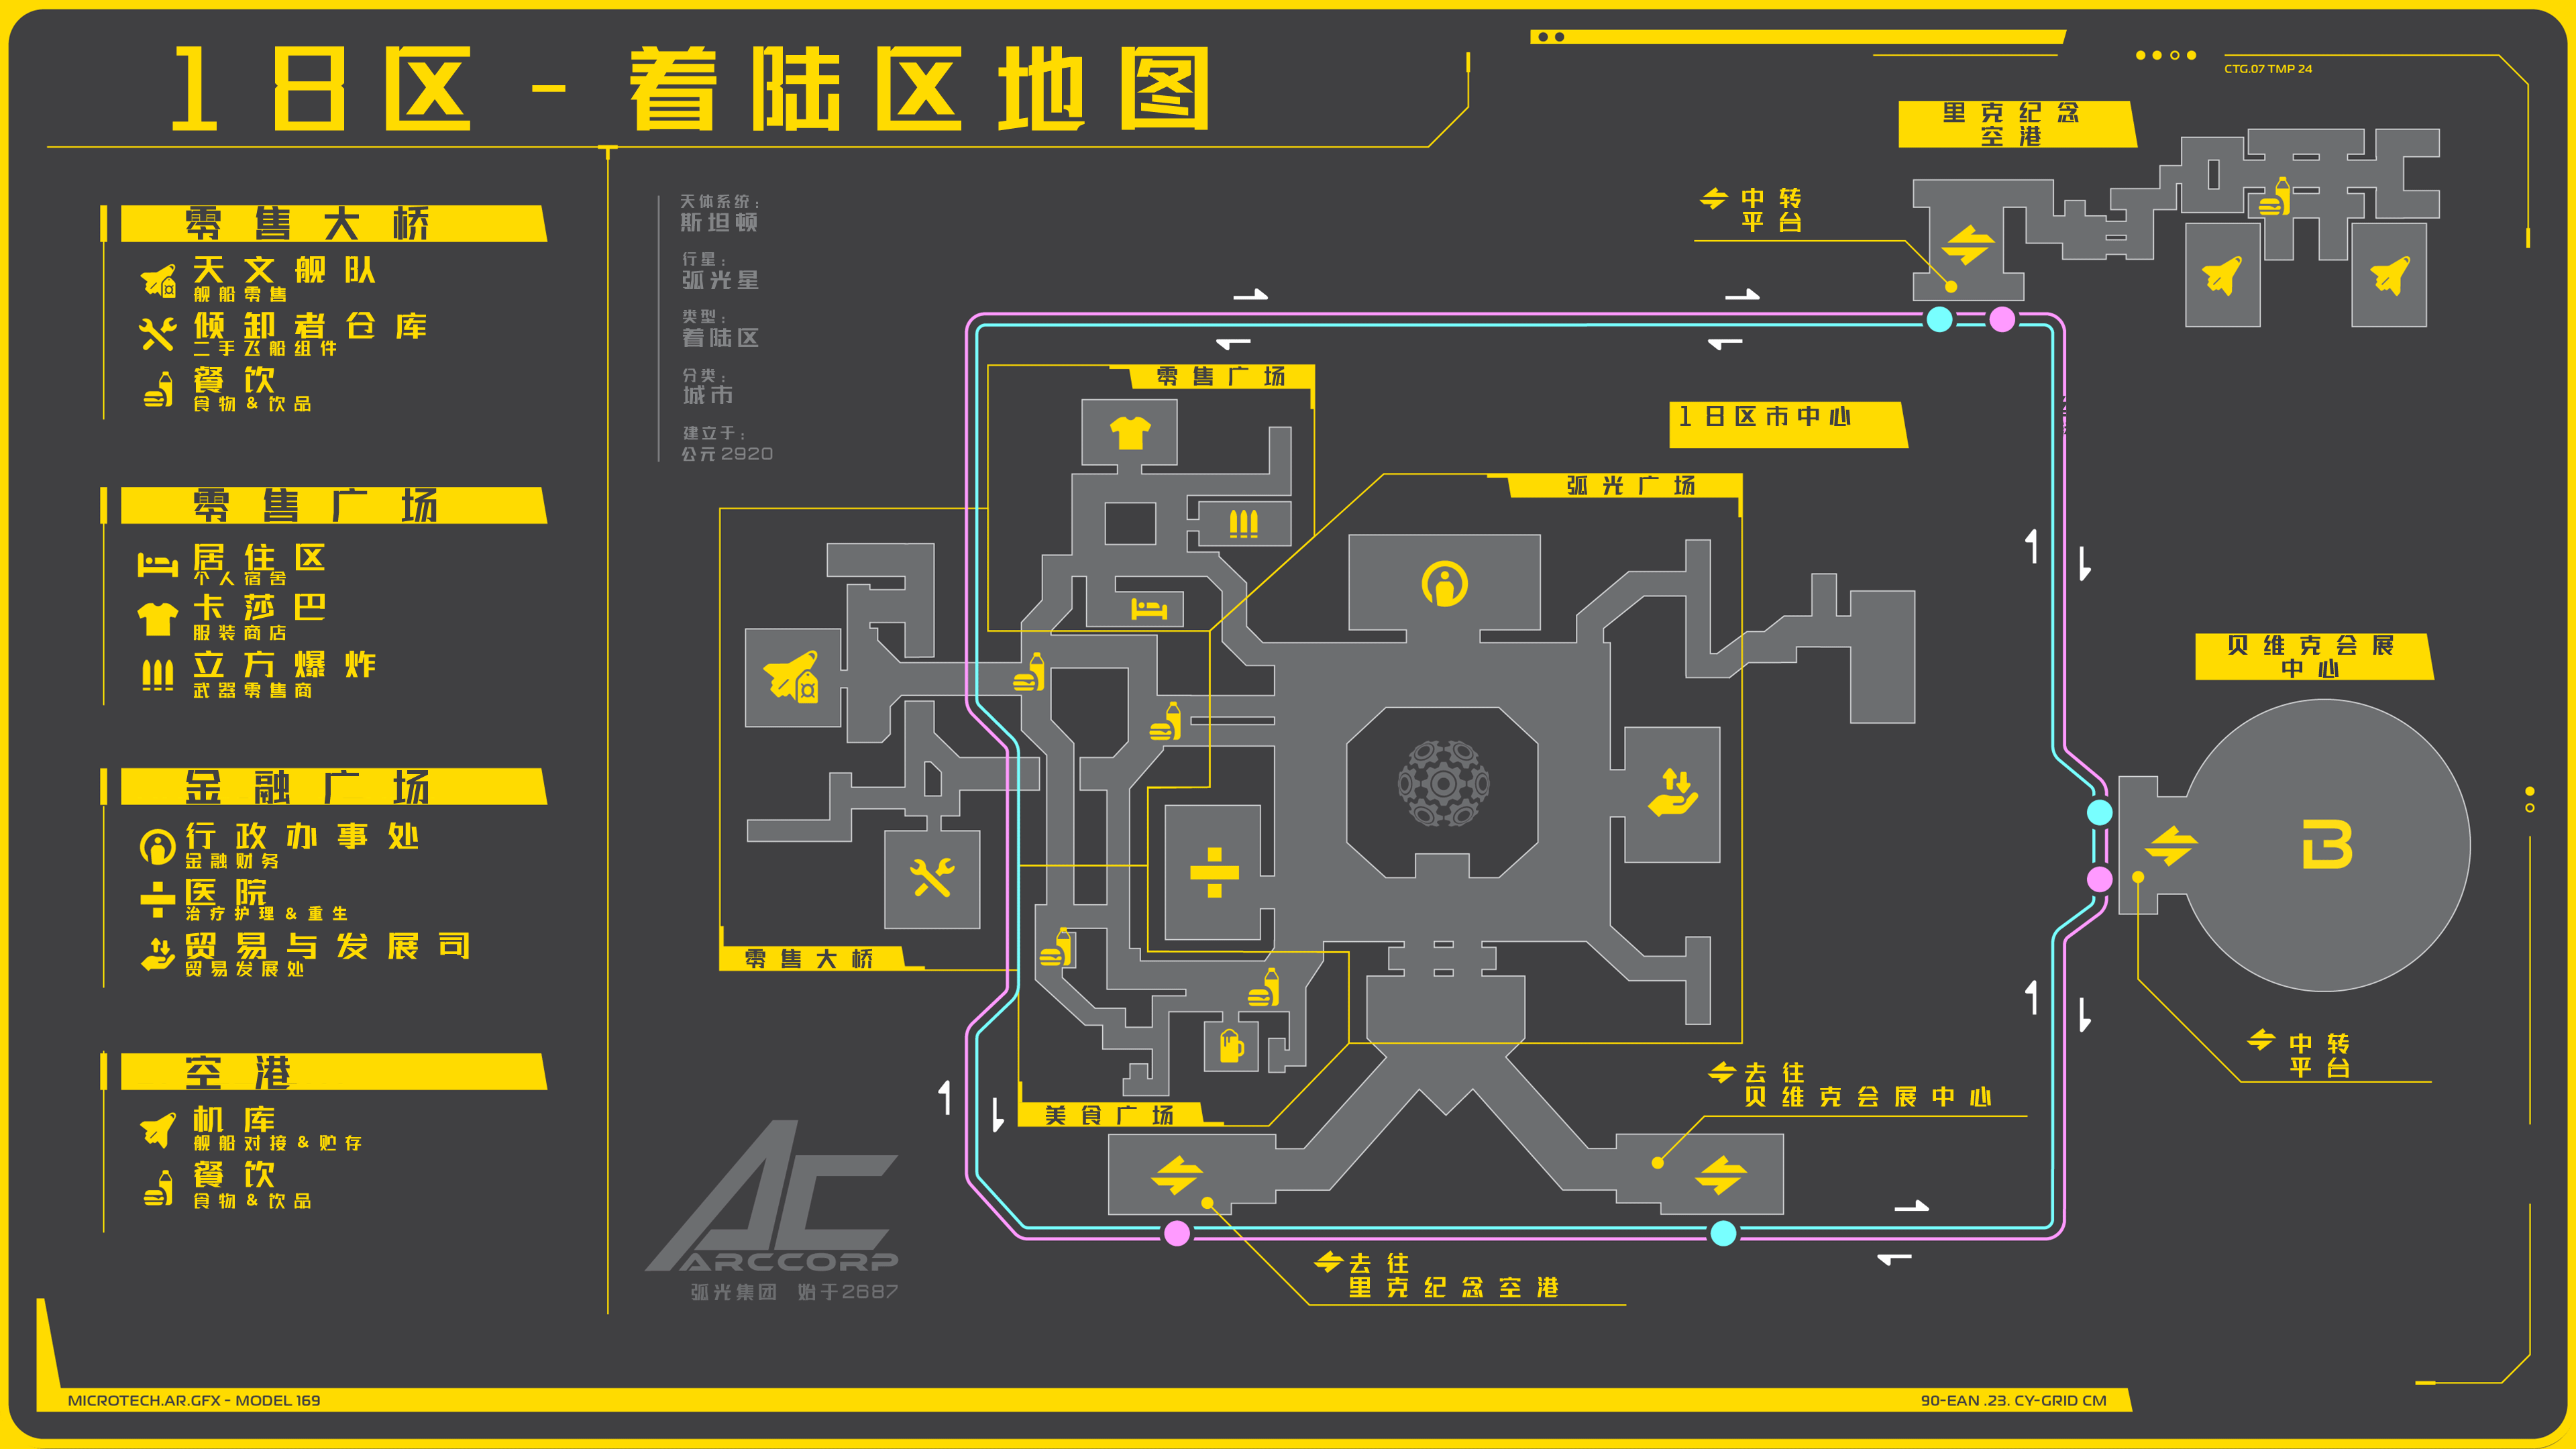 18区-着陆区地图
CTG.07 TMP 24
零售大桥
天文舰队
舰船零售
倾卸者仓库
二手飞船组件
餐饮
食物&饮品
零售广场
居住区
个人宿舍
卡莎巴
服装商店
立方爆炸
武器零售商
金融广场
行政办事处
金融财务
医院
治疗护理&重生
贸易与发展司
贸易发展处
空港
机库
舰船对接&贮存
餐饮
食物&饮品
天体系统:
斯坦顿
行星:
弧光星
类型:
着陆区
分类:
城市
建立于:
公元2920
里克纪念
空港
中转
平台
零售广场
18区市中心
弧光广场
贝维克会展
中心
B
零售大桥
中转
平台
去往
贝维克会展中心
美食广场
去往
里克纪念空港
AC
ARCCORP
弧光集团 始于2687
MICROTECH.AR.GFX - MODEL 169
90-EAN .23. CY-GRID CM